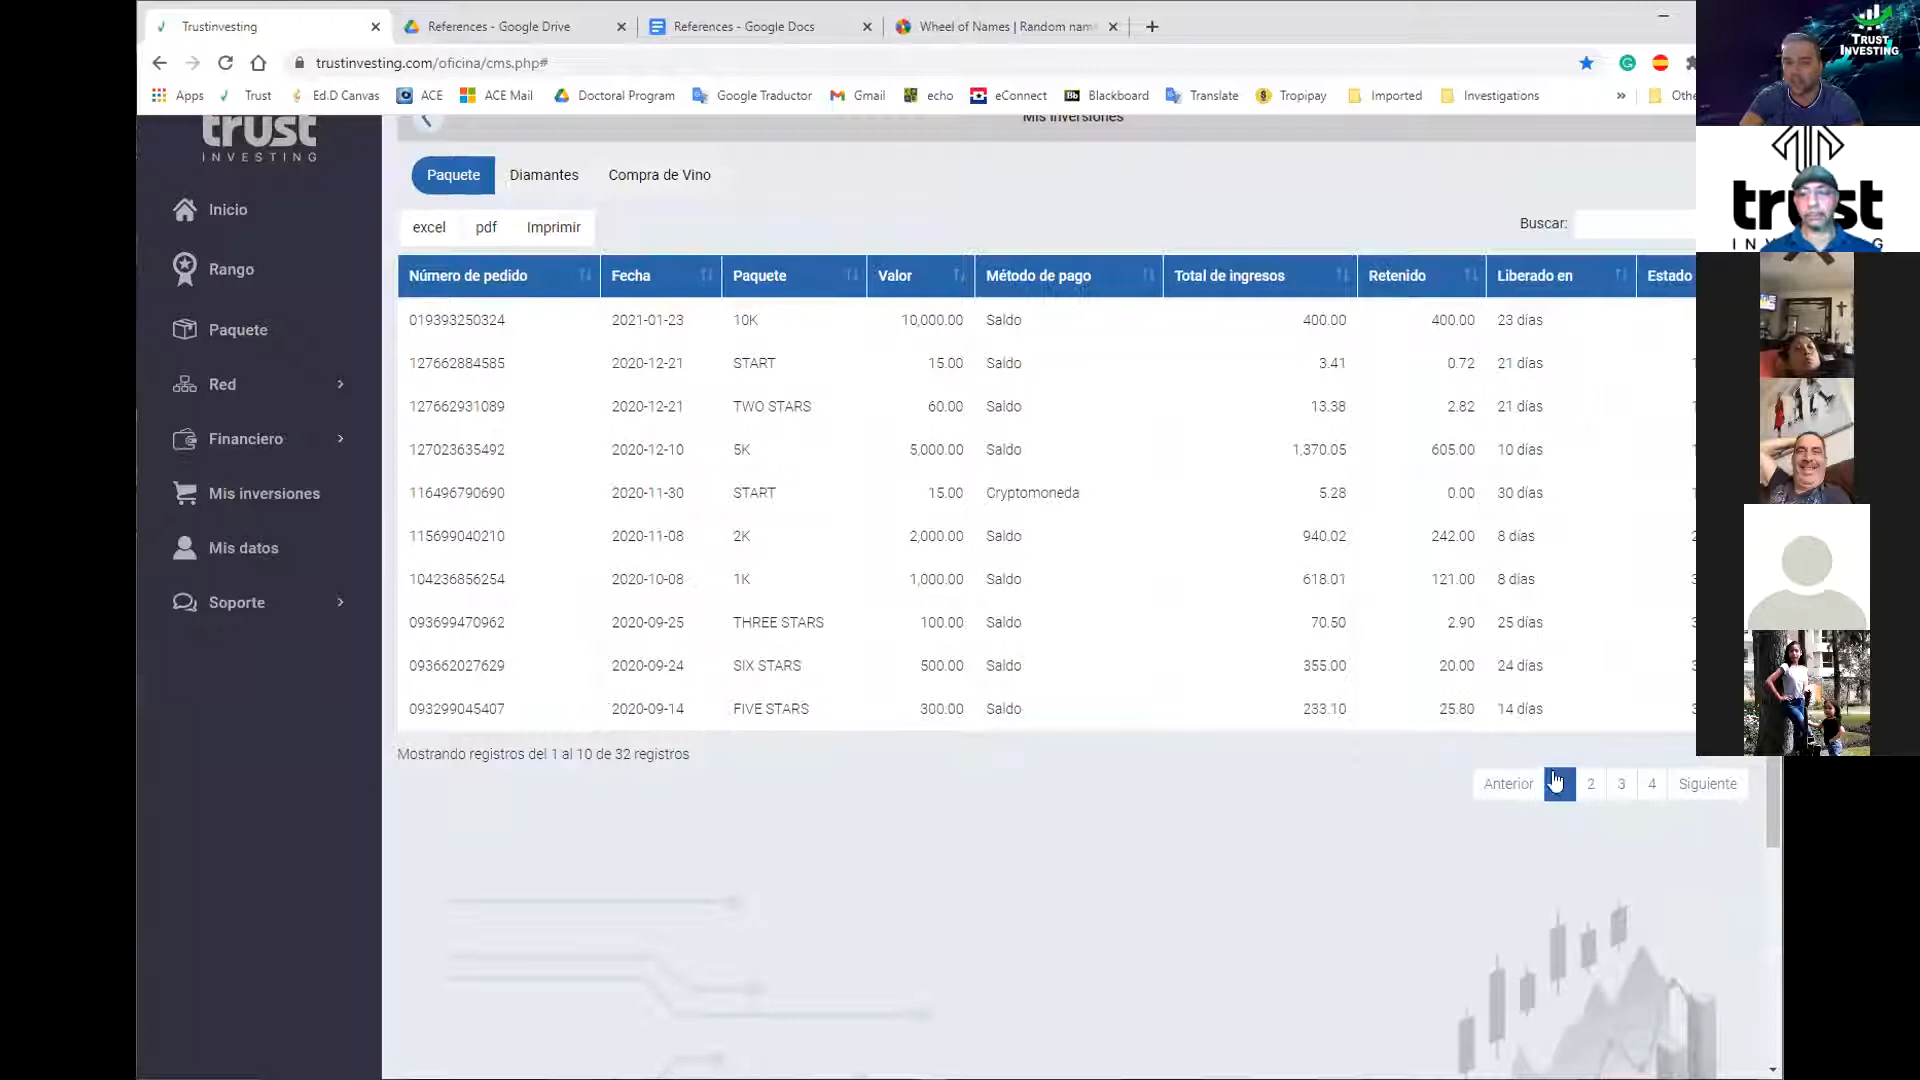 Trustinvesting
References - Google Drive
References - Google Docs
Wheel of Names | Random nam
trustinvesting.com/oficina/cms.php#
Apps
Trust
Ed.D Canvas
ACE
ACE Mail
Doctoral Program
Google Traductor
Gmail
echo
eConnect
Blackboard
Translate
Tropipay
Imported
Investigations
»
Othe
TRUST
INVESTING
trust
INVESTING
Inicio
Rango
Paquete
Red
Financiero
Mis inversiones
Mis datos
Soporte
Mis inversiones
Paquete Diamantes Compra de Vino
excel pdf Imprimir
Buscar:
Número de pedido Fecha Paquete Valor Método de pago Total de ingresos Retenido Liberado en Estado
019393250324 2021-01-23 10K 10,000.00 Saldo 400.00 400.00 23 días
127662884585 2020-12-21 START 15.00 Saldo 3.41 0.72 21 días
127662931089 2020-12-21 TWO STARS 60.00 Saldo 13.38 2.82 21 días
127023635492 2020-12-10 5K 5,000.00 Saldo 1,370.05 605.00 10 días
116496790690 2020-11-30 START 15.00 Cryptomoneda 5.28 0.00 30 días
115699040210 2020-11-08 2K 2,000.00 Saldo 940.02 242.00 8 días
104236856254 2020-10-08 1K 1,000.00 Saldo 618.01 121.00 8 días
093699470962 2020-09-25 THREE STARS 100.00 Saldo 70.50 2.90 25 días
093662027629 2020-09-24 SIX STARS 500.00 Saldo 355.00 20.00 24 días
093299045407 2020-09-14 FIVE STARS 300.00 Saldo 233.10 25.80 14 días
Mostrando registros del 1 al 10 de 32 registros
Anterior 2 3 4 Siguiente